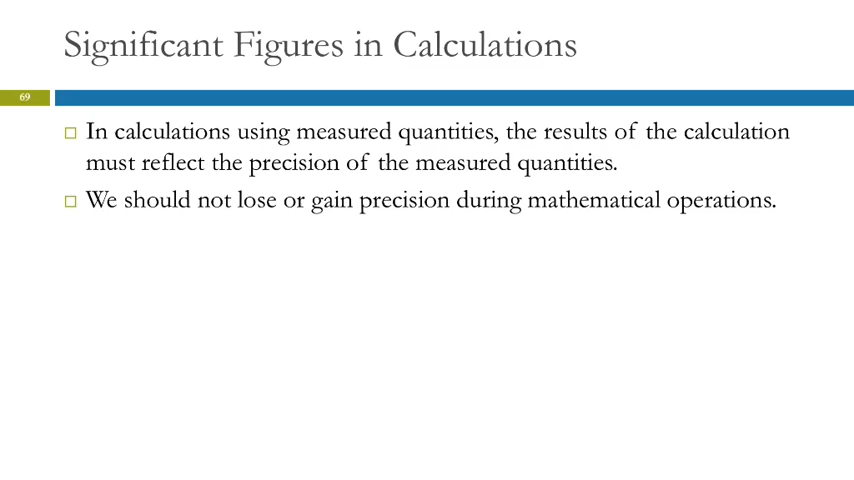 Significant Figures in Calculations
69
In calculations using measured quantities, the results of the calculation
must reflect the precision of the measured quantities.
We should not lose or gain precision during mathematical operations.